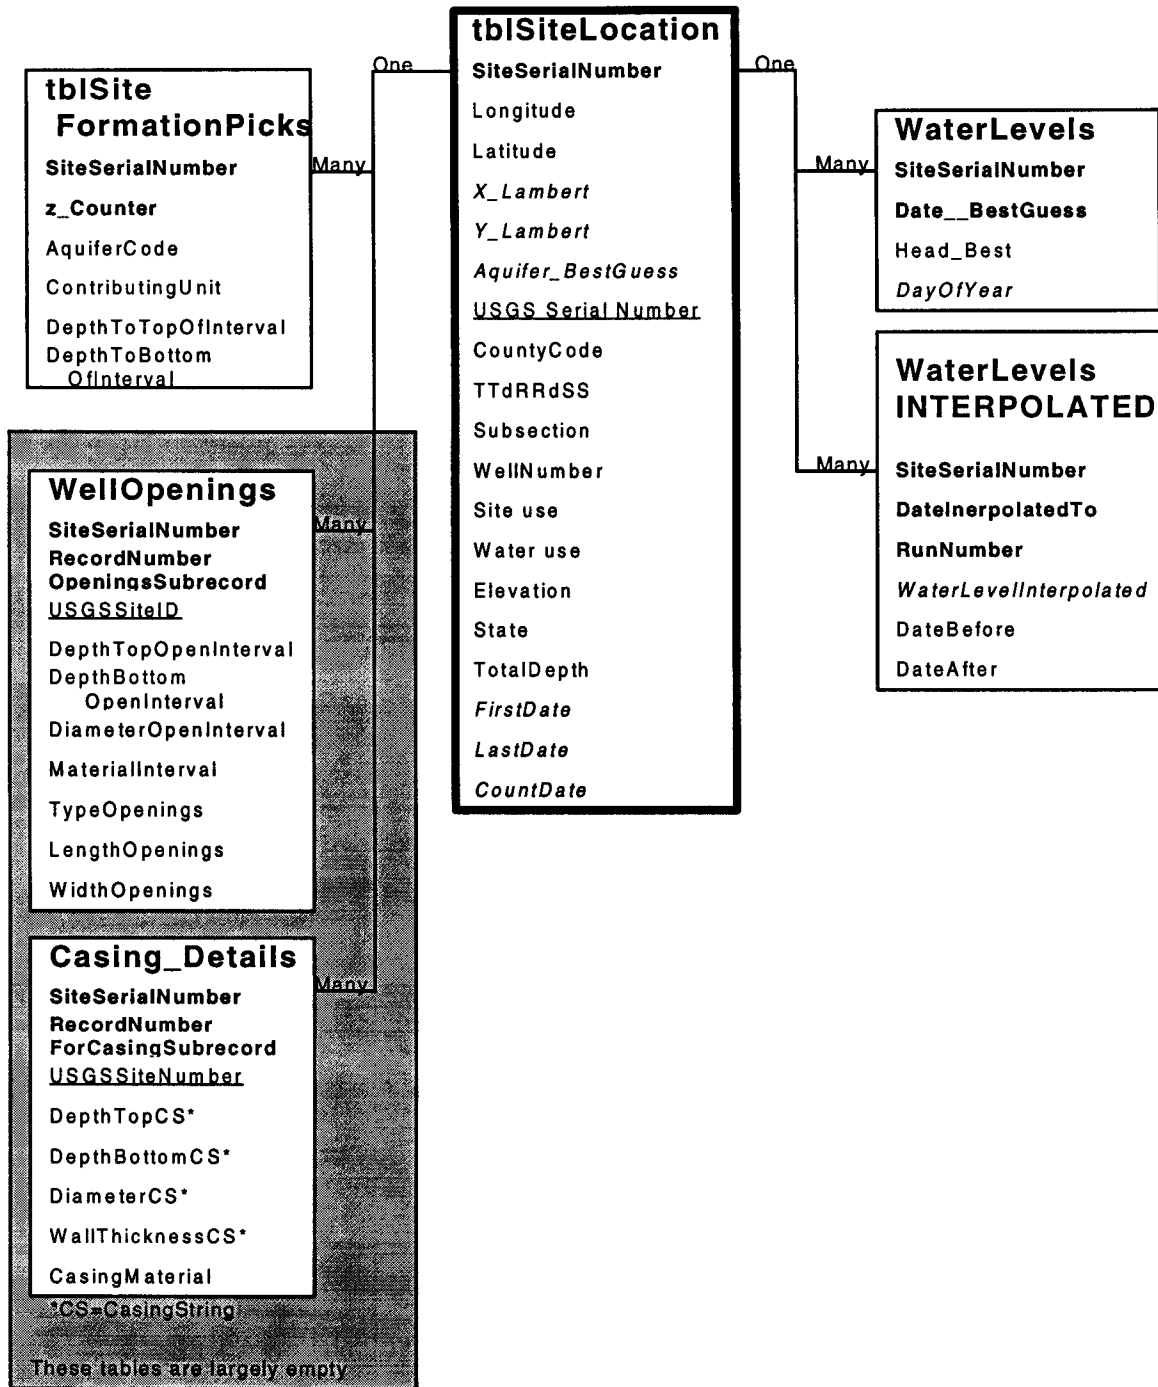 tblSiteLocation
SiteSerialNumber
Longitude
Latitude
X_Lambert
Y_Lambert
Aquifer_BestGuess
USGS Serial Number
CountyCode
TTdRRdSS
Subsection
WellNumber
Site use
Water use
Elevation
State
TotalDepth
FirstDate
LastDate
CountDate
One
One
tblSite
FormationPicks
SiteSerialNumber
z_Counter
AquiferCode
ContributingUnit
DepthToTopOfInterval
DepthToBottom
OfInterval
Many
WellOpenings
SiteSerialNumber
RecordNumber
OpeningsSubrecord
USGSSiteID
DepthTopOpenInterval
DepthBottom
OpenInterval
DiameterOpenInterval
MaterialInterval
TypeOpenings
LengthOpenings
WidthOpenings
Many
Casing_Details
SiteSerialNumber
RecordNumber
ForCasingSubrecord
USGSSiteNumber
DepthTopCS*
DepthBottomCS*
DiameterCS*
WallThicknessCS*
CasingMaterial
*CS=CasingString
These tables are largely empty
Many
WaterLevels
SiteSerialNumber
Date__BestGuess
Head_Best
DayOfYear
Many
WaterLevels
INTERPOLATED
SiteSerialNumber
DateInerpolatedTo
RunNumber
WaterLevelInterpolated
DateBefore
DateAfter
Many